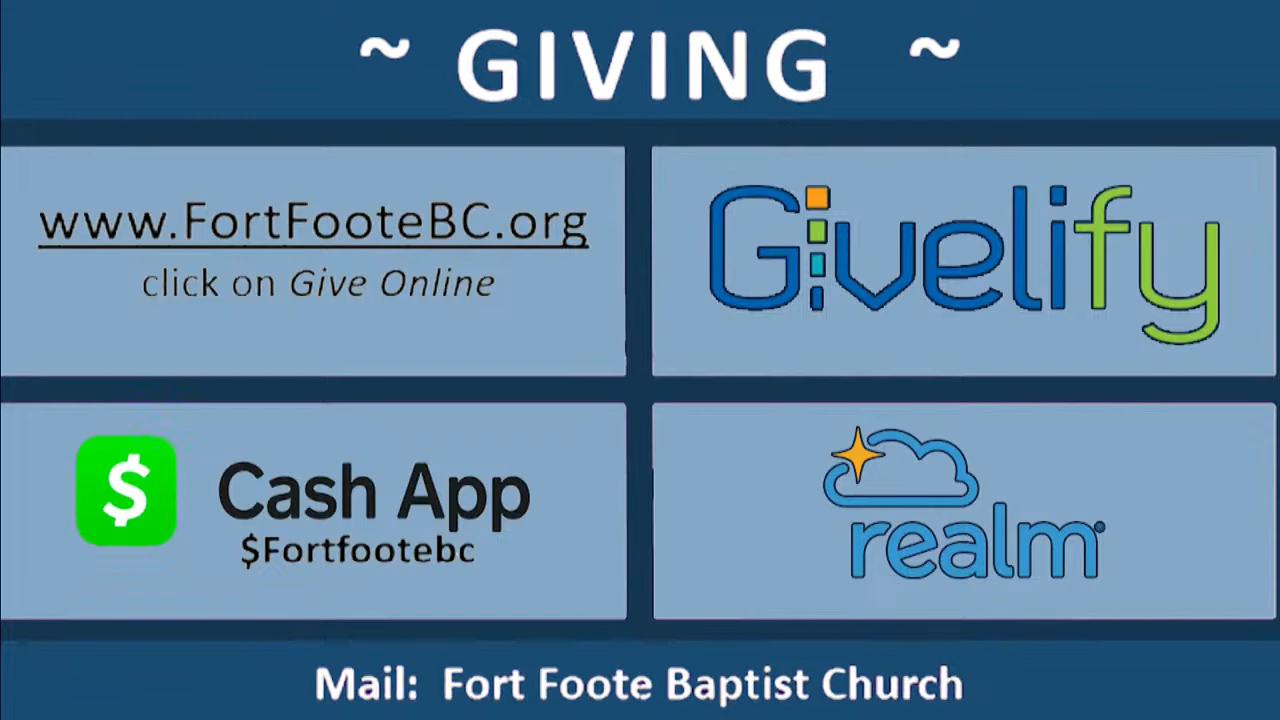 ~ GIVING ~
www.FortFooteBC.org
click on Give Online
Givelify
$ Cash App
$Fortfootebc
realm
Mail: Fort Foote Baptist Church